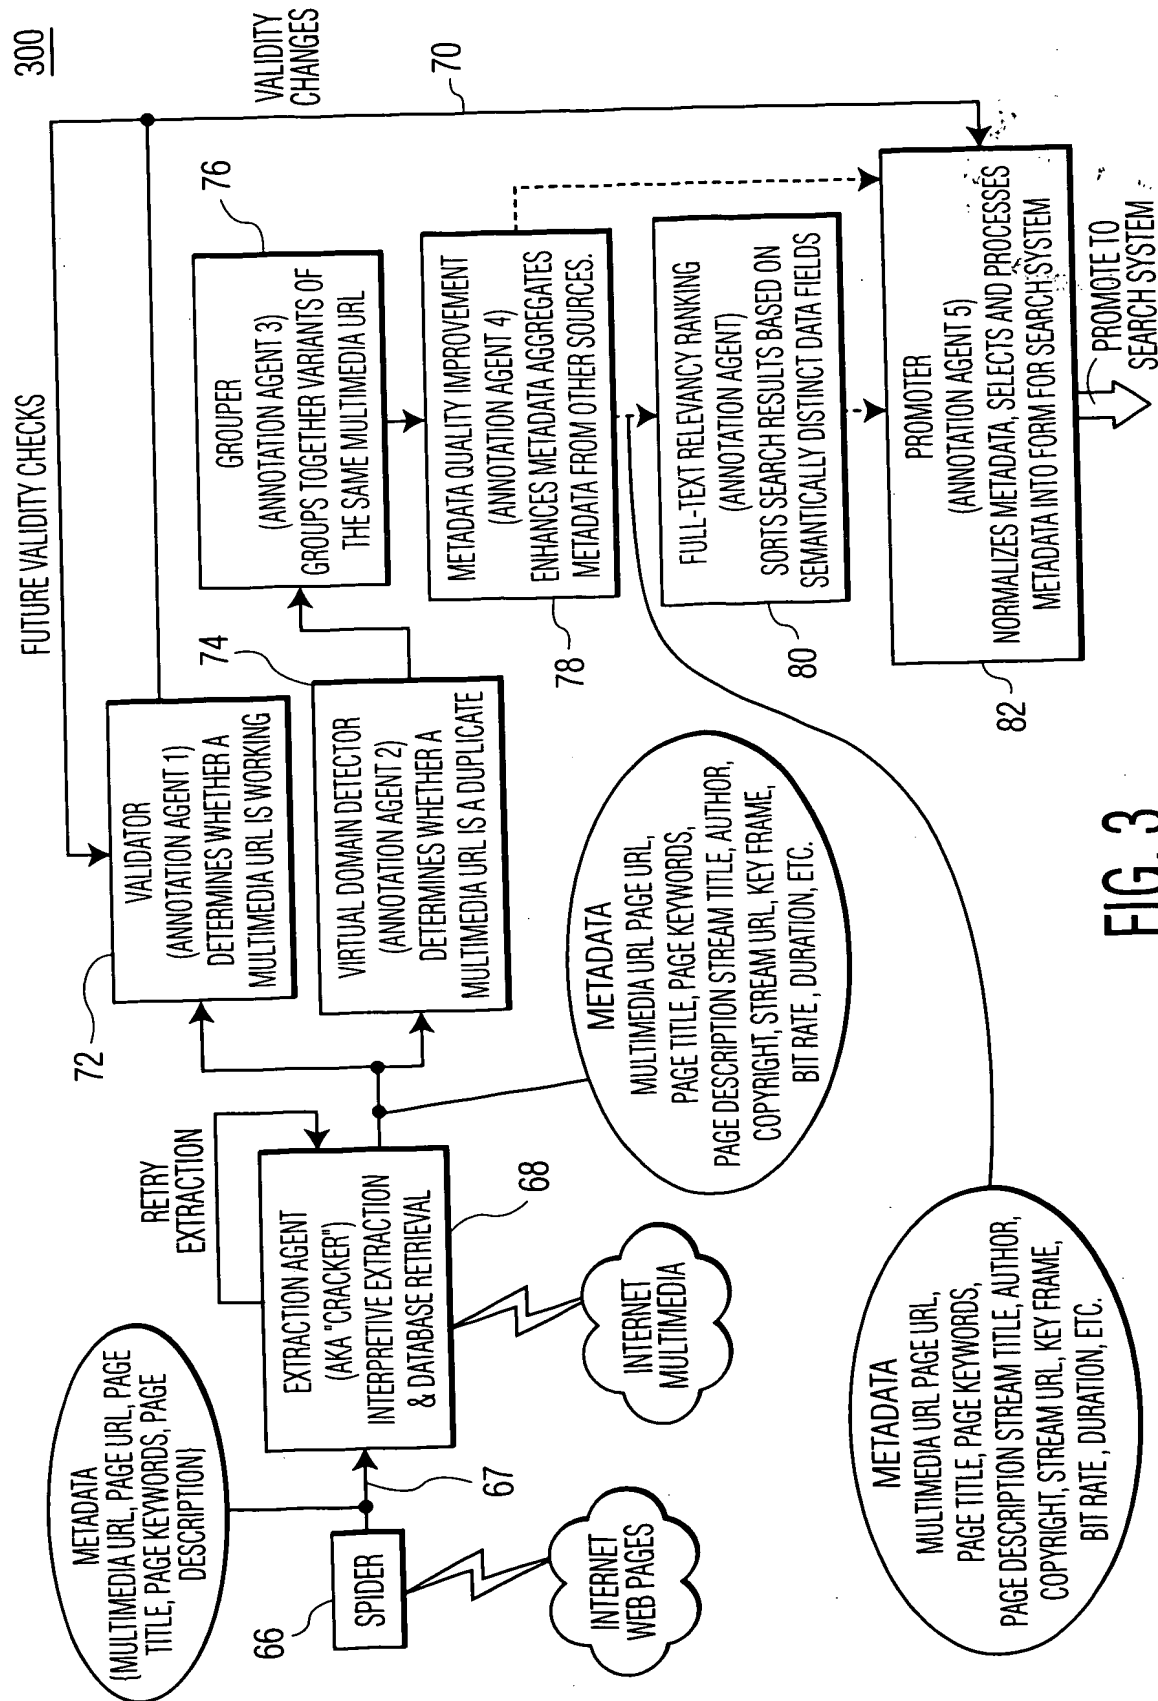 300
FUTURE VALIDITY CHECKS
VALIDITY
CHANGES
70
72
VALIDATOR
(ANNOTATION AGENT 1)
DETERMINES WHETHER A
MULTIMEDIA URL IS WORKING
74
VIRTUAL DOMAIN DETECTOR
(ANNOTATION AGENT 2)
DETERMINES WHETHER A
MULTIMEDIA URL IS A DUPLICATE
76
GROUPER
(ANNOTATION AGENT 3)
GROUPS TOGETHER VARIANTS OF
THE SAME MULTIMEDIA URL
METADATA QUALITY IMPROVEMENT
(ANNOTATION AGENT 4)
ENHANCES METADATA AGGREGATES
METADATA FROM OTHER SOURCES.
78
FULL-TEXT RELEVANCY RANKING
(ANNOTATION AGENT)
SORTS SEARCH RESULTS BASED ON
SEMANTICALLY DISTINCT DATA FIELDS
80
PROMOTER
(ANNOTATION AGENT 5)
NORMALIZES METADATA, SELECTS AND PROCESSES
METADATA INTO FORM FOR SEARCH SYSTEM
82
PROMOTE TO
SEARCH SYSTEM
METADATA
{MULTIMEDIA URL, PAGE URL, PAGE
TITLE, PAGE KEYWORDS, PAGE
DESCRIPTION}
RETRY
EXTRACTION
66
SPIDER
67
EXTRACTION AGENT
(AKA "CRACKER")
INTERPRETIVE EXTRACTION
& DATABASE RETRIEVAL
68
INTERNET
WEB PAGES
INTERNET
MULTIMEDIA
METADATA
MULTIMEDIA URL PAGE URL,
PAGE TITLE, PAGE KEYWORDS,
PAGE DESCRIPTION STREAM TITLE, AUTHOR,
COPYRIGHT, STREAM URL, KEY FRAME,
BIT RATE , DURATION, ETC.
METADATA
MULTIMEDIA URL PAGE URL,
PAGE TITLE, PAGE KEYWORDS,
PAGE DESCRIPTION STREAM TITLE, AUTHOR,
COPYRIGHT, STREAM URL, KEY FRAME,
BIT RATE , DURATION, ETC.
FIG. 3